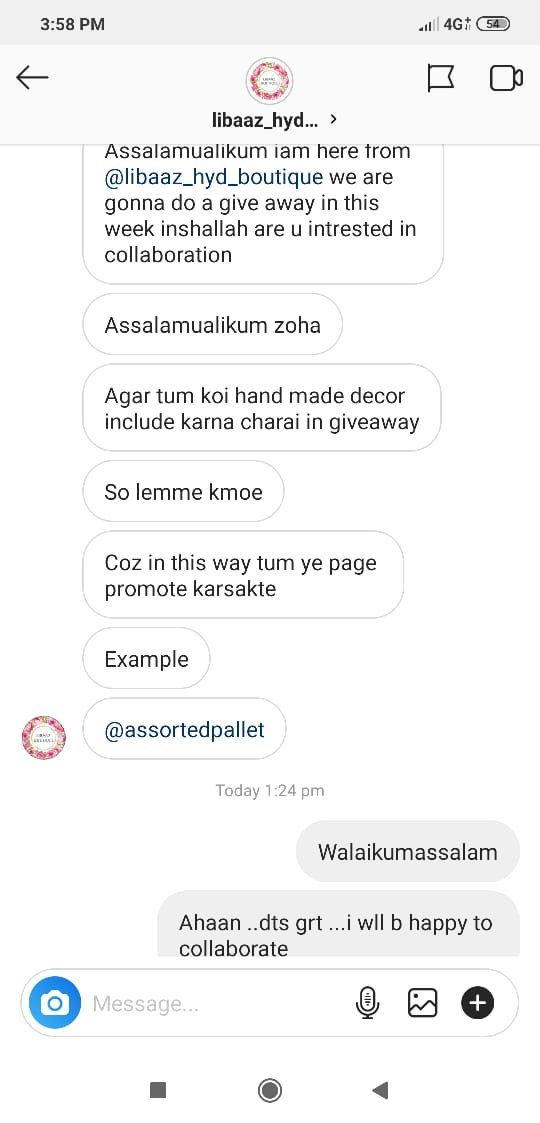 3:58 PM
4G
54
libaaz_hyd...
Assalamualikum iam here from
@libaaz_hyd_boutique we are
gonna do a give away in this
week inshallah are u intrested in
collaboration
Assalamualikum zoha
Agar tum koi hand made decor
include karna charai in giveaway
So lemme kmoe
Coz in this way tum ye page
promote karsakte
Example
@assortedpallet
Today 1:24 pm
Walaikumassalam
Ahaan ..dts grt ...i wll b happy to
collaborate
Message...